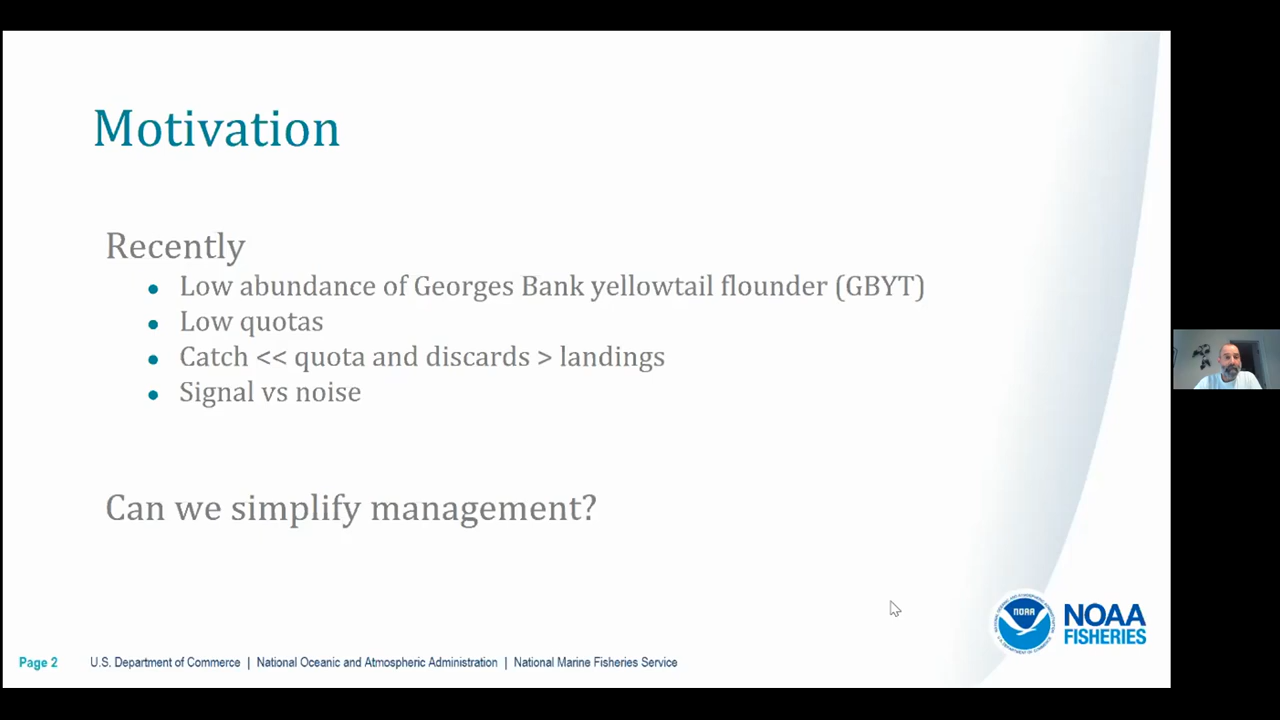 Motivation
Recently
• Low abundance of Georges Bank yellowtail flounder (GBYT)
• Low quotas
• Catch << quota and discards > landings
• Signal vs noise
Can we simplify management?
NOAA
NOAA
FISHERIES
Page 2 U.S. Department of Commerce | National Oceanic and Atmospheric Administration | National Marine Fisheries Service